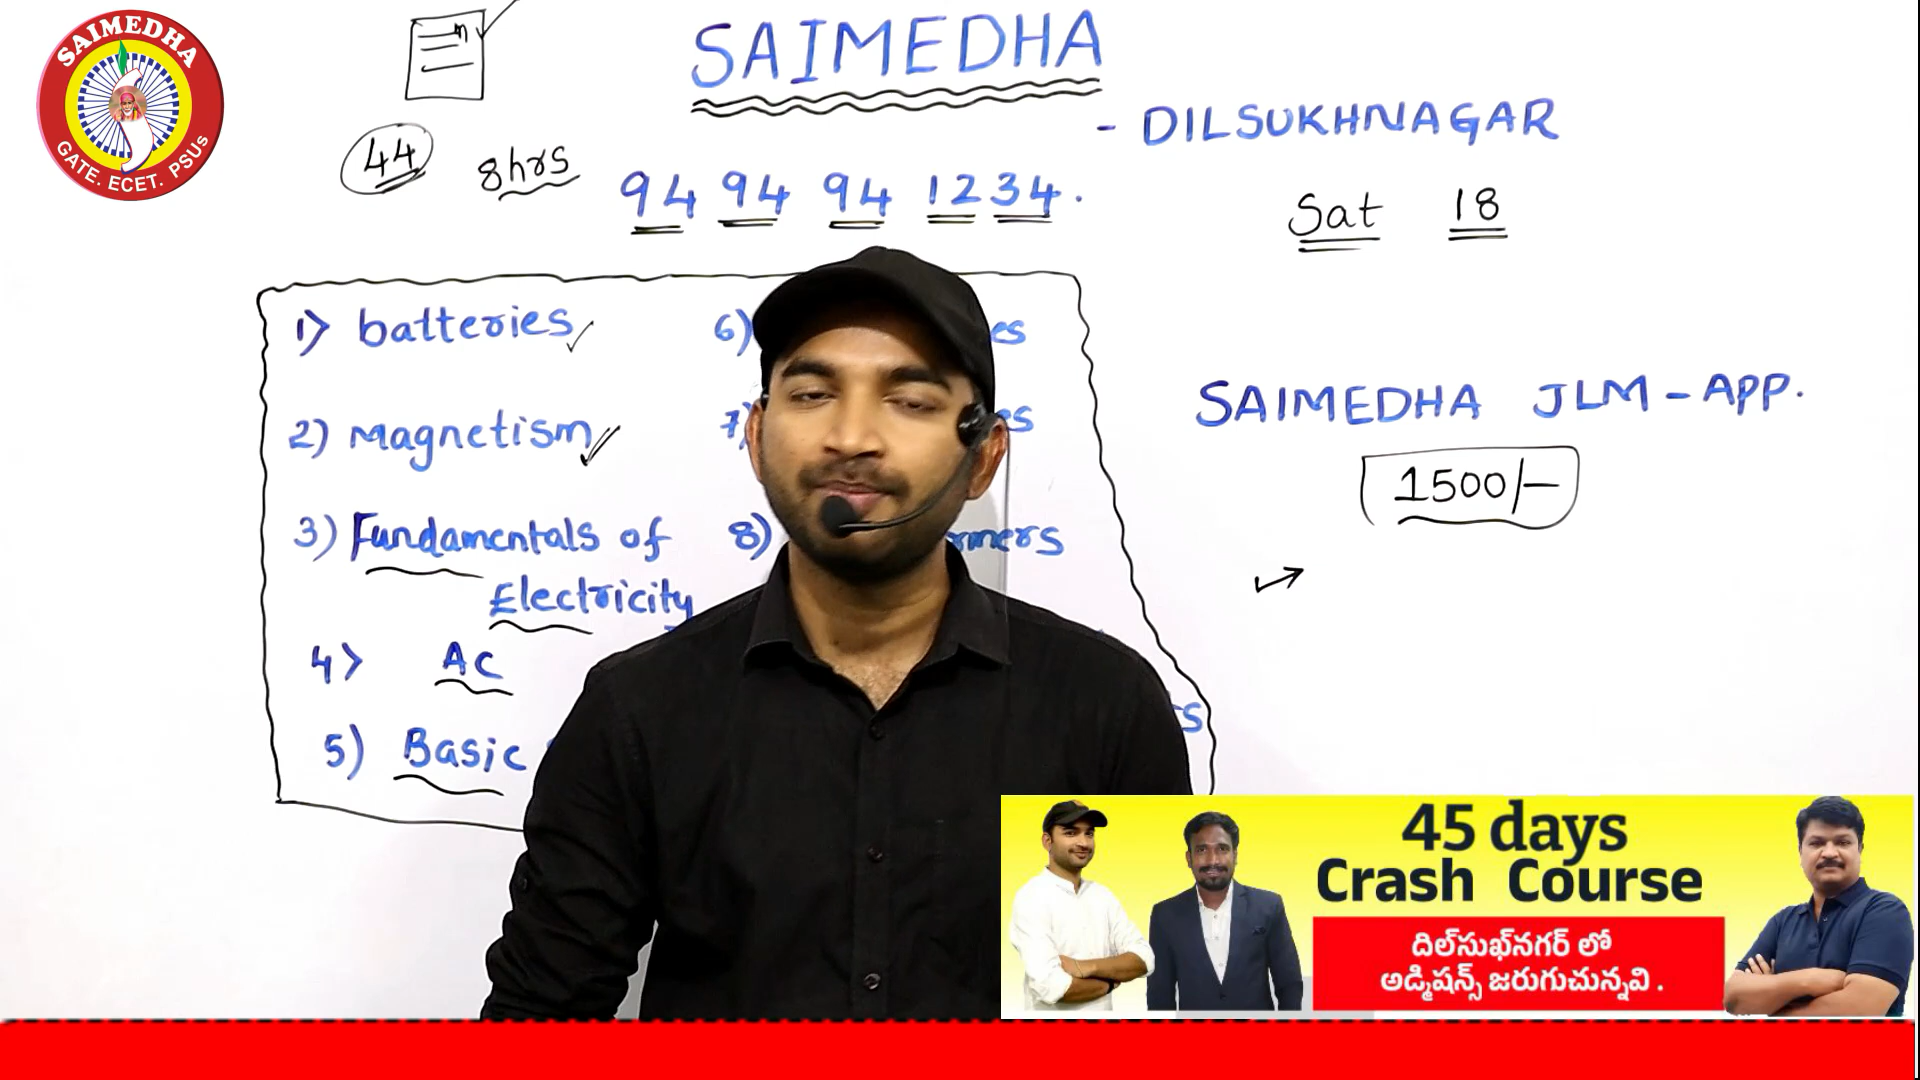 SAIMEDHA
GATE. ECET. PSUs
SAIMEDHA
- DILSUKHNAGAR
44
8hrs
94 94 94 1234.
Sat 18
1) batteries
2) Magnetism
3) Fundamentals of
Electricity
4) AC
5) Basic
6)
7)
8)
SAIMEDHA JLM - APP.
1500/-
45 days
Crash Course
దిల్‌సుఖ్‌నగర్ లో
అడ్మిషన్స్ జరుగుచున్నవి .